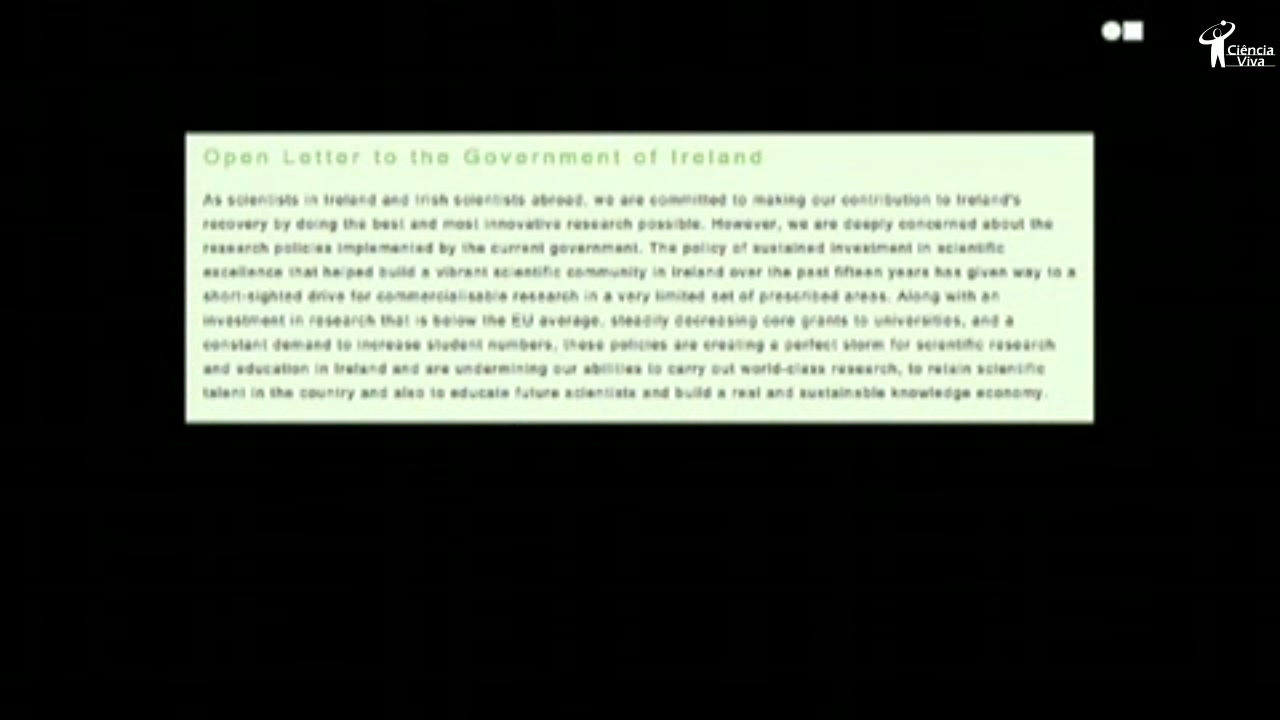 Ciência
Viva
Open Letter to the Government of Ireland
As scientists in Ireland and Irish scientists abroad, we are committed to making our contribution to Ireland's
recovery by doing the best and most innovative research possible. However, we are deeply concerned about the
research policies implemented by the current government. The policy of sustained investment in scientific
excellence that helped build a vibrant scientific community in Ireland over the past fifteen years has given way to a
short-sighted drive for commercialisable research in a very limited set of prescribed areas. Along with an
investment in research that is below the EU average, steadily decreasing core grants to universities, and a
constant demand to increase student numbers, these policies are creating a perfect storm for scientific research
and education in Ireland and are undermining our abilities to carry out world-class research, to retain scientific
talent in the country and also to educate future scientists and build a real and sustainable knowledge economy.